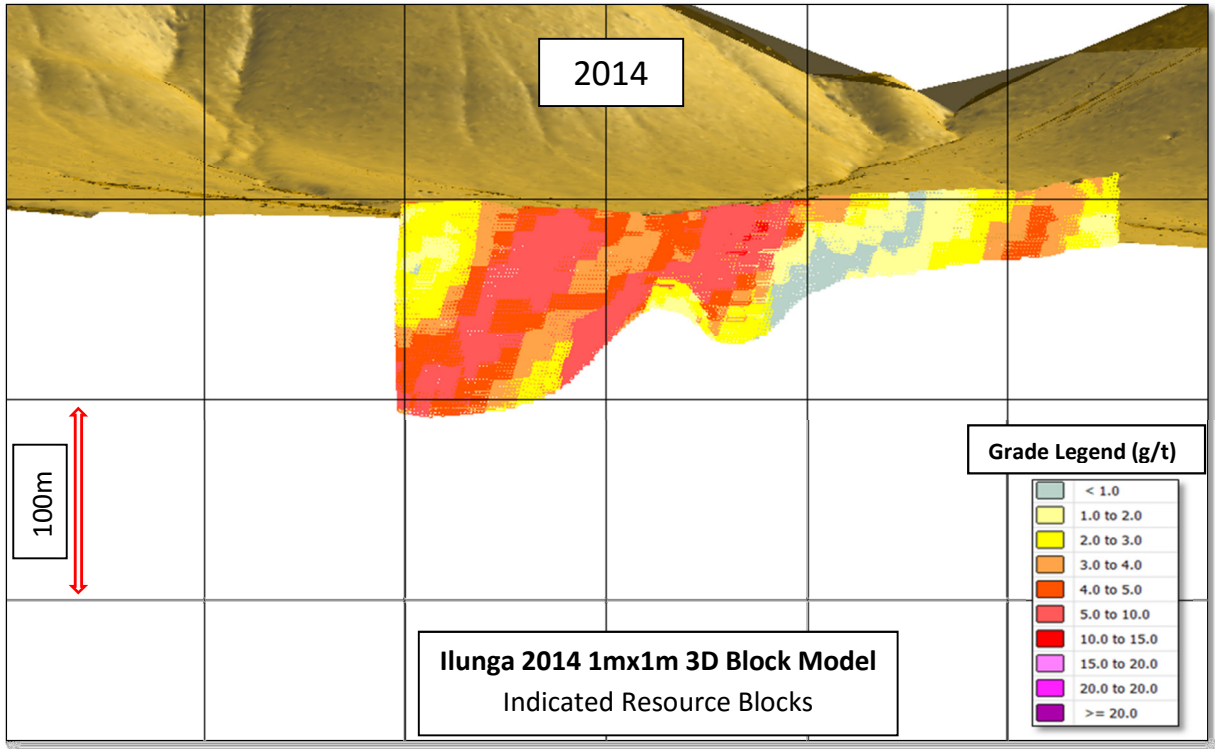 2014
100m
Grade Legend (g/t)
< 1.0
1.0 to 2.0
2.0 to 3.0
3.0 to 4.0
4.0 to 5.0
5.0 to 10.0
10.0 to 15.0
15.0 to 20.0
20.0 to 20.0
>= 20.0
Ilunga 2014 1mx1m 3D Block Model
Indicated Resource Blocks